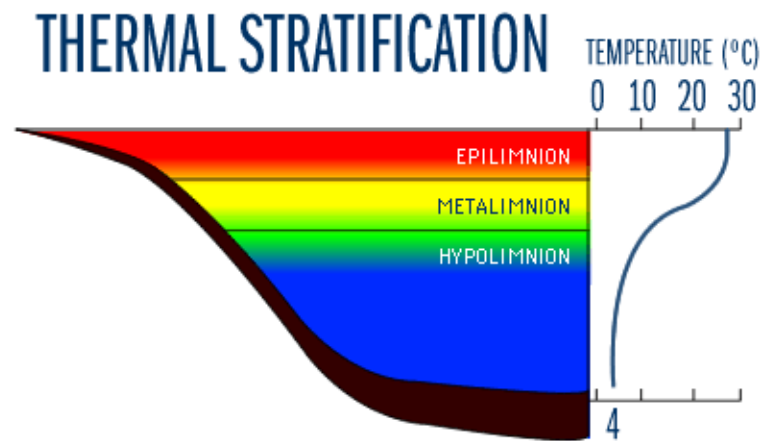 THERMAL STRATIFICATION
TEMPERATURE (°C)
0 10 20 30
EPILIMNION
METALIMNION
HYPOLIMNION
4